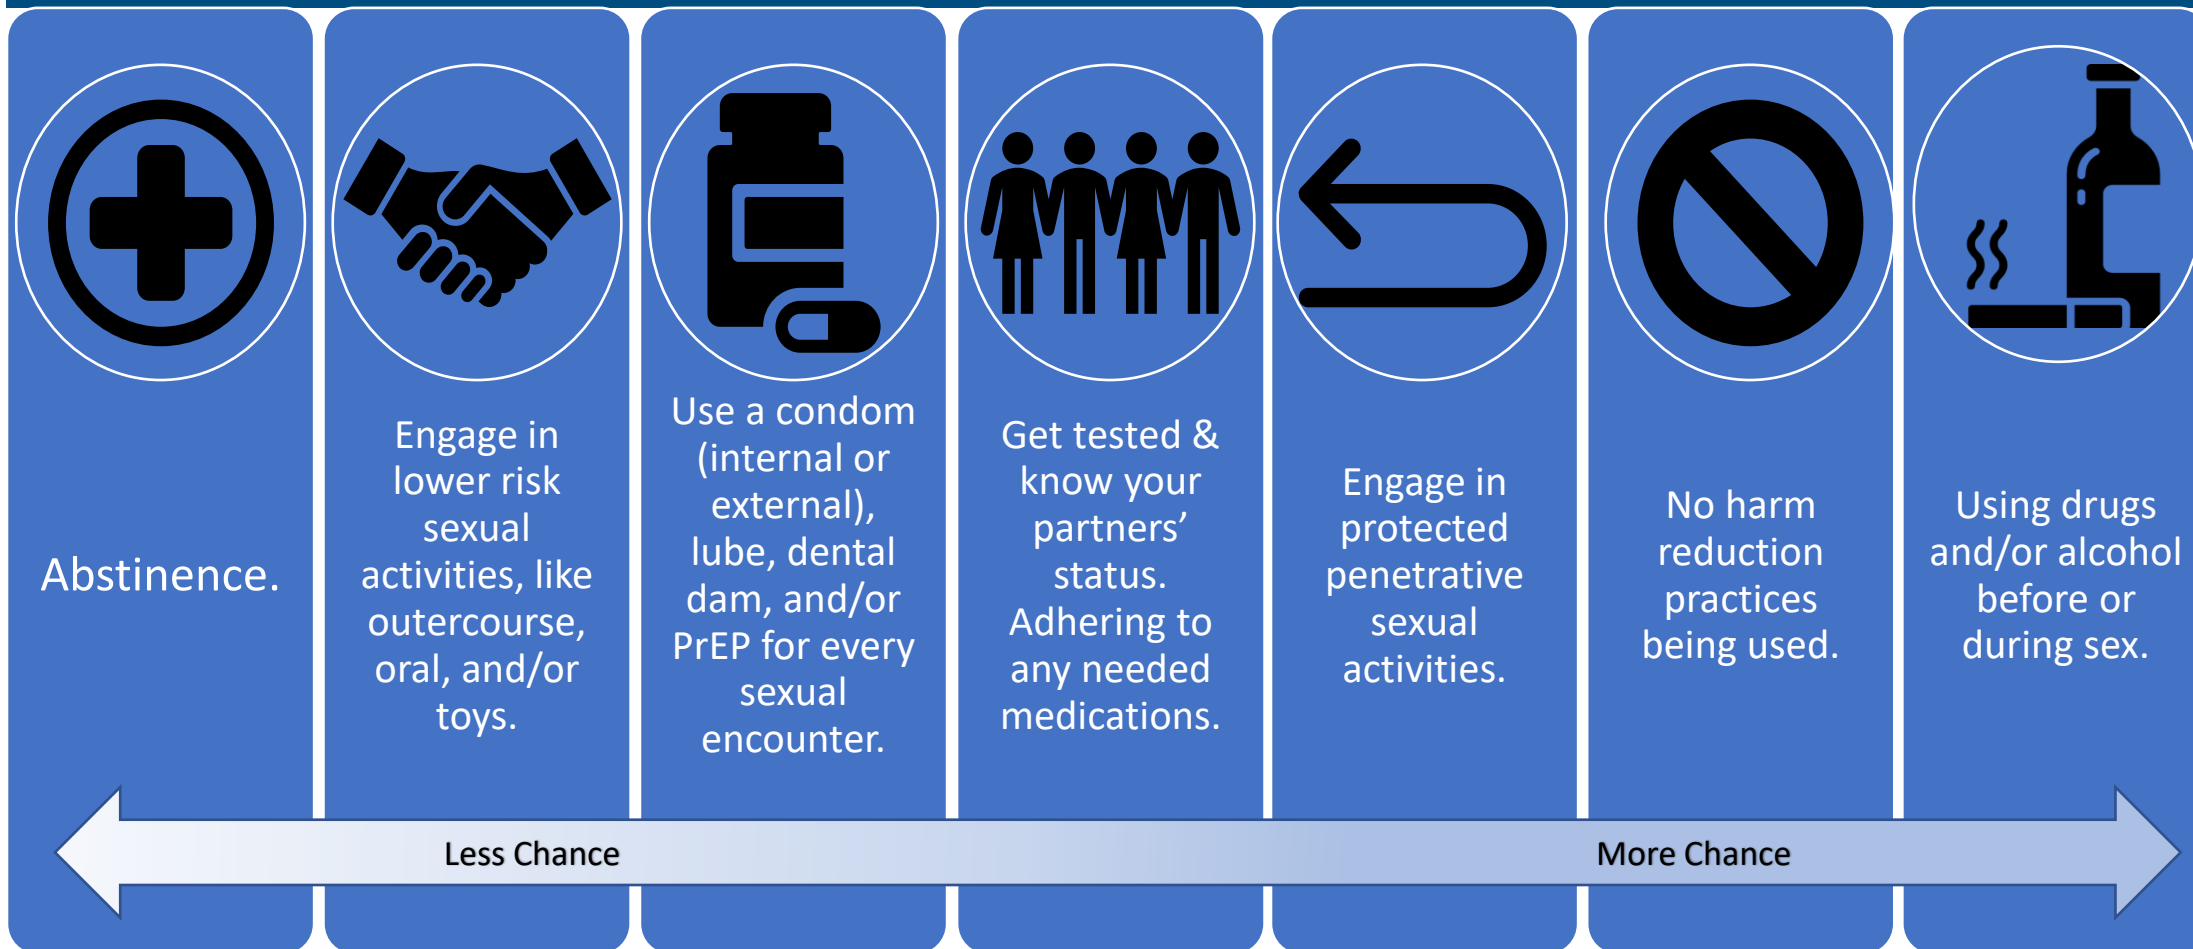 Abstinence.
Engage in
lower risk
sexual
activities, like
outercourse,
oral, and/or
toys.
Use a condom
(internal or
external),
lube, dental
dam, and/or
PrEP for every
sexual
encounter.
Get tested &
know your
partners’
status.
Adhering to
any needed
medications.
Engage in
protected
penetrative
sexual
activities.
No harm
reduction
practices
being used.
Using drugs
and/or alcohol
before or
during sex.
Less Chance
More Chance